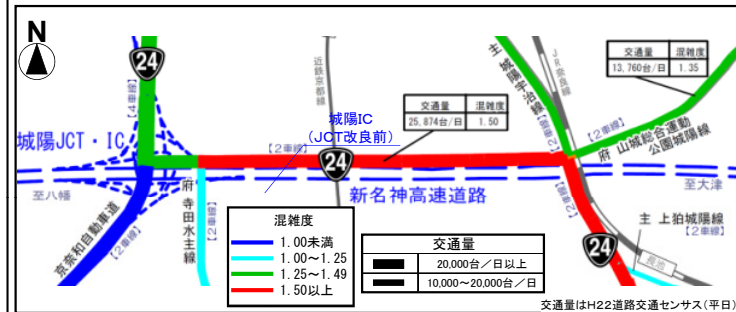 N
24
【4車線】
近鉄京都線
主 城陽宇治線
JR奈良線
交通量 混雑度
13,760台/日 1.35
交通量 混雑度
25,874台/日 1.50
城陽IC
(JCT改良前)
城陽JCT・IC
【2車線】
【2車線】
24
【2車線】
【2車線】
府 山城総合運動
公園城陽線
至八幡
新名神高速道路
至大津
京奈和自動車道
【2車線】
府 寺田水主線
【2車線】
【2車線】
24
主 上狛城陽線
【2車線】
長池
混雑度
1.00未満
1.00~1.25
1.25~1.49
1.50以上
交通量
20,000台/日以上
10,000~20,000台/日
交通量はH22道路交通センサス(平日)